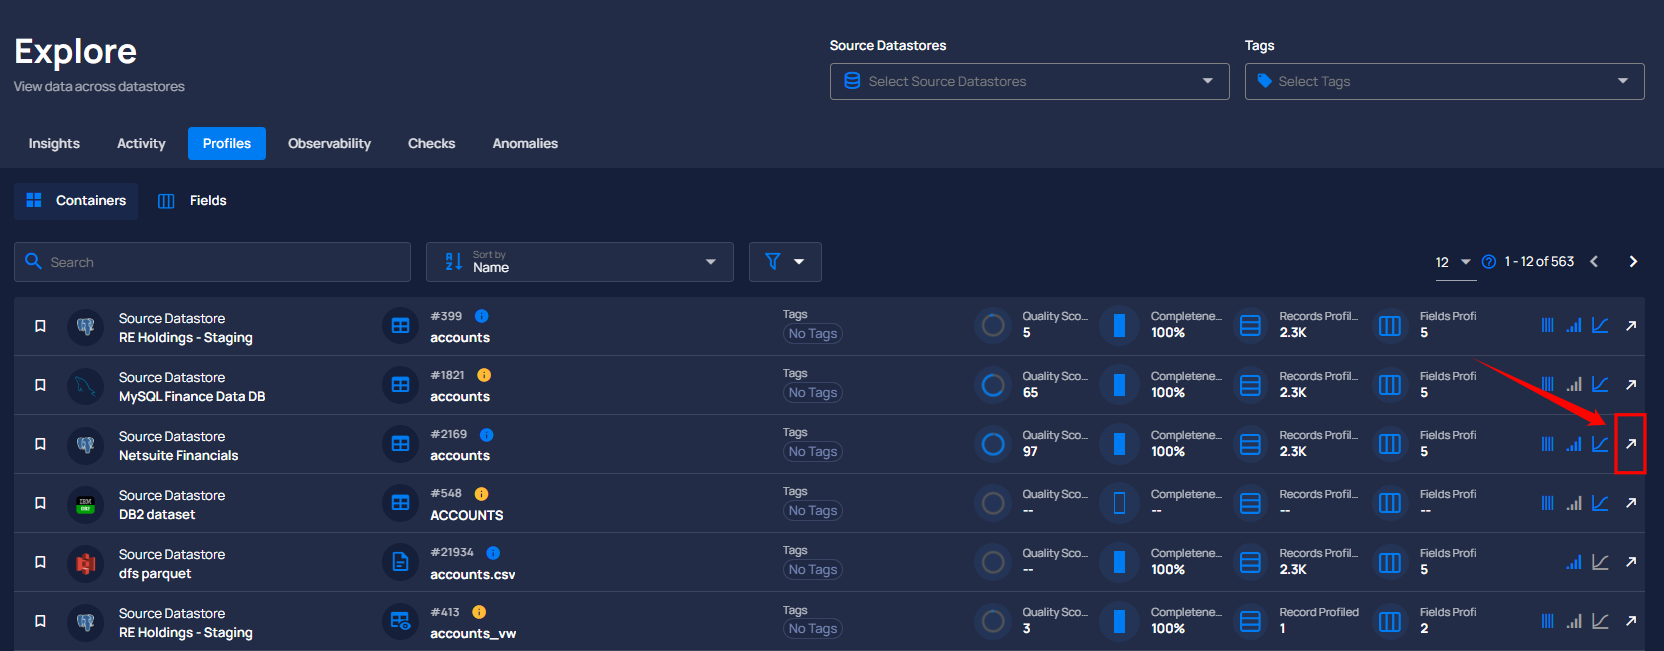 Explore
View data across datastores
Source Datastores
Select Source Datastores
Tags
Select Tags
Insights
Activity
Profiles
Observability
Checks
Anomalies
Containers
Fields
Search
Sort by
Name
12
1 - 12 of 563
Source Datastore
RE Holdings - Staging
#399
accounts
Tags
No Tags
Quality Sco...
5
Completene...
100%
Records Profil...
2.3K
Fields Profi
5
Source Datastore
MySQL Finance Data DB
#1821
accounts
Tags
No Tags
Quality Sco...
65
Completene...
100%
Records Profil...
2.3K
Fields Profi
5
Source Datastore
Netsuite Financials
#2169
accounts
Tags
No Tags
Quality Sco...
97
Completene...
100%
Records Profil...
2.3K
Fields Profi
5
Source Datastore
DB2 dataset
#548
ACCOUNTS
Tags
No Tags
Quality Sco...
--
Completene...
--
Records Profil...
--
Fields Profi
--
Source Datastore
dfs parquet
#21934
accounts.csv
Tags
No Tags
Quality Sco...
--
Completene...
100%
Records Profil...
2.3K
Fields Profi
5
Source Datastore
RE Holdings - Staging
#413
accounts_vw
Tags
No Tags
Quality Sco...
3
Completene...
100%
Record Profiled
1
Fields Profi
2